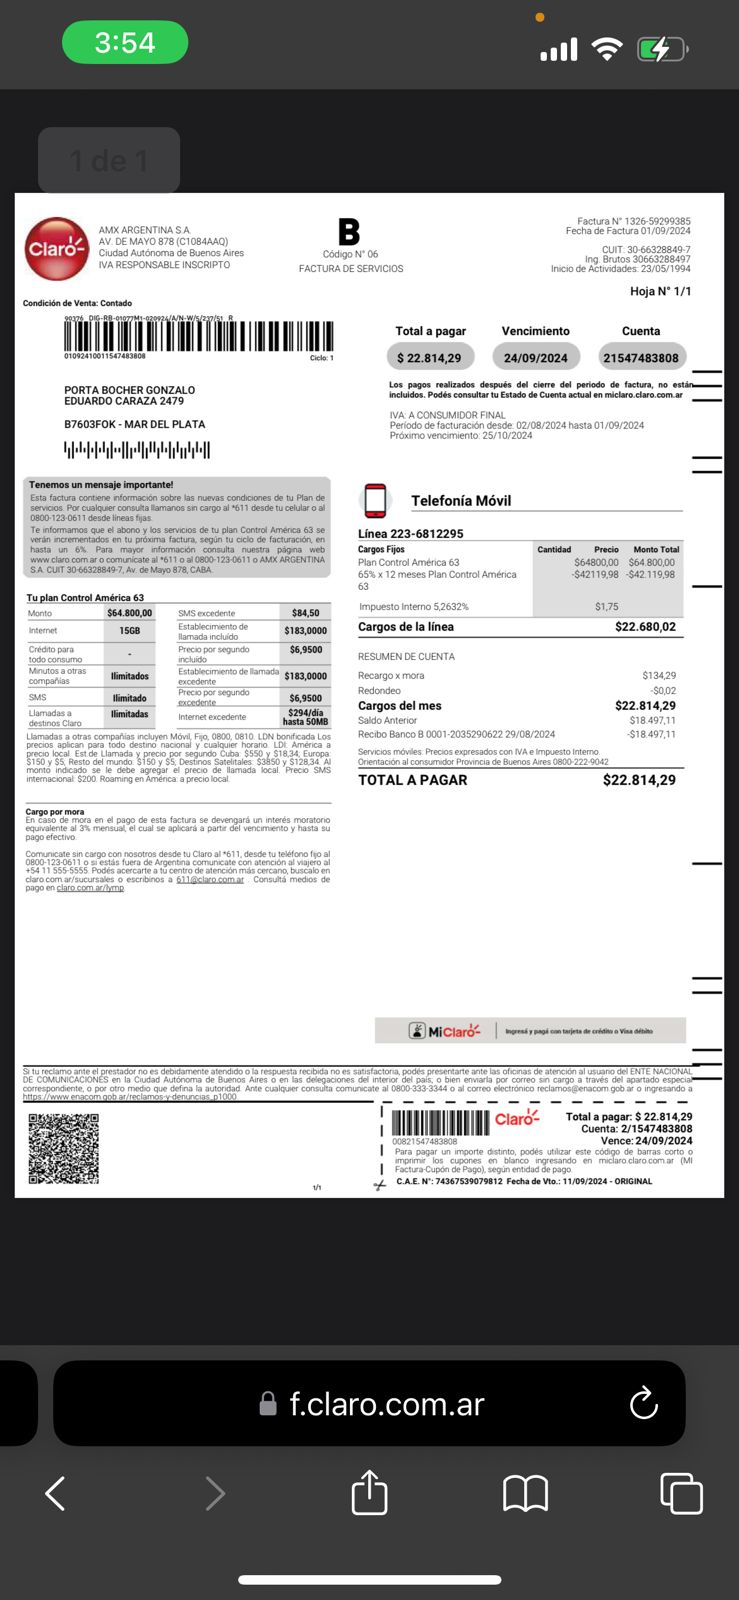 3:54
1 de 1
Claro
AMX ARGENTINA S.A.
AV. DE MAYO 878 (C1084AAQ)
Ciudad Autónoma de Buenos Aires
IVA RESPONSABLE INSCRIPTO
B
Código N° 06
FACTURA DE SERVICIOS
Factura N° 1326-59299385
Fecha de Factura 01/09/2024
CUIT: 30-66328849-7
Ing. Brutos 30663288497
Inicio de Actividades: 23/05/1994
Hoja N° 1/1
Condición de Venta: Contado
90376 DIG-RB-01077M1-020924/A/N-W/5/237/51 R
01092410011547483808
Ciclo: 1
Total a pagar
Vencimiento
Cuenta
$ 22.814,29
24/09/2024
21547483808
Los pagos realizados después del cierre del periodo de factura, no están
incluidos. Podés consultar tu Estado de Cuenta actual en miclaro.claro.com.ar
PORTA BOCHER GONZALO
EDUARDO CARAZA 2479
B7603FOK - MAR DEL PLATA
IVA: A CONSUMIDOR FINAL
Período de facturación desde: 02/08/2024 hasta 01/09/2024
Próximo vencimiento: 25/10/2024
Tenemos un mensaje importante!
Esta factura contiene información sobre las nuevas condiciones de tu Plan de
servicios. Por cualquier consulta llamanos sin cargo al *611 desde tu celular o al
0800-123-0611 desde líneas fijas.
Te informamos que el abono y los servicios de tu plan Control América 63 se
verán incrementados en tu próxima factura, según tu ciclo de facturación, en
hasta un 6%. Para mayor información consulta nuestra página web
www.claro.com.ar o comunicate al *611 o al 0800-123-0611 o AMX ARGENTINA
S.A. CUIT 30-66328849-7, Av. de Mayo 878, CABA.
Tu plan Control América 63
Monto $64.800,00 SMS excedente $84,50
Internet 15GB Establecimiento de llamada incluído $183,0000
Crédito para todo consumo - Precio por segundo incluído $6,9500
Minutos a otras compañías Ilimitados Establecimiento de llamada excedente $183,0000
SMS Ilimitado Precio por segundo excedente $6,9500
Llamadas a destinos Claro Ilimitadas Internet excedente $294/día hasta 50MB
Llamadas a otras compañías incluyen Móvil, Fijo, 0800, 0810. LDN bonificada Los
precios aplican para todo destino nacional y cualquier horario. LDI: América a
precio local. Est.de Llamada y precio por segundo Cuba: $550 y $18,34; Europa:
$150 y $5; Resto del mundo: $150 y $5; Destinos Satelitales: $3850 y $128,34. Al
monto indicado se le debe agregar el precio de llamada local. Precio SMS
internacional: $200. Roaming en América: a precio local.
Cargo por mora
En caso de mora en el pago de esta factura se devengará un interés moratorio
equivalente al 3% mensual, el cual se aplicará a partir del vencimiento y hasta su
pago efectivo.
Comunicate sin cargo con nosotros desde tu Claro al *611, desde tu teléfono fijo al
0800-123-0611 o si estás fuera de Argentina comunicate con atención al viajero al
+54 11 555-5555. Podés acercarte a tu centro de atención más cercano, buscalo en
claro.com.ar/sucursales o escribinos a 611@claro.com.ar . Consultá medios de
pago en claro.com.ar/lymp.
Telefonía Móvil
Línea 223-6812295
Cargos Fijos Cantidad Precio Monto Total
Plan Control América 63 $64800,00 $64.800,00
65% x 12 meses Plan Control América -$42119,98 -$42.119,98
63
Impuesto Interno 5,2632% $1,75
Cargos de la línea $22.680,02
RESUMEN DE CUENTA
Recargo x mora $134,29
Redondeo -$0,02
Cargos del mes $22.814,29
Saldo Anterior $18.497,11
Recibo Banco B 0001-2035290622 29/08/2024 -$18.497,11
Servicios móviles: Precios expresados con IVA e Impuesto Interno.
Orientación al consumidor Provincia de Buenos Aires 0800-222-9042
TOTAL A PAGAR $22.814,29
MiClaro
Ingresá y pagá con tarjeta de crédito o Visa débito
Si tu reclamo ante el prestador no es debidamente atendido o la respuesta recibida no es satisfactoria, podés presentarte ante las oficinas de atención al usuario del ENTE NACIONAL
DE COMUNICACIONES en la Ciudad Autónoma de Buenos Aires o en las delegaciones del interior del país; o bien enviarla por correo sin cargo a través del apartado especial
correspondiente, o por otro medio que defina la autoridad. Ante cualquier consulta comunicate al 0800-333-3344 o al correo electrónico reclamos@enacom.gob.ar o ingresando a
https://www.enacom.gob.ar/reclamos-y-denuncias_p1000.
1/1
00821547483808
Claro
Total a pagar: $ 22.814,29
Cuenta: 2/1547483808
Vence: 24/09/2024
Para pagar un importe distinto, podés utilizar este código de barras corto o
imprimir los cupones en blanco ingresando en miclaro.claro.com.ar (MI
Factura-Cupón de Pago), según entidad de pago.
C.A.E. N°: 74367539079812 Fecha de Vto.: 11/09/2024 - ORIGINAL
f.claro.com.ar